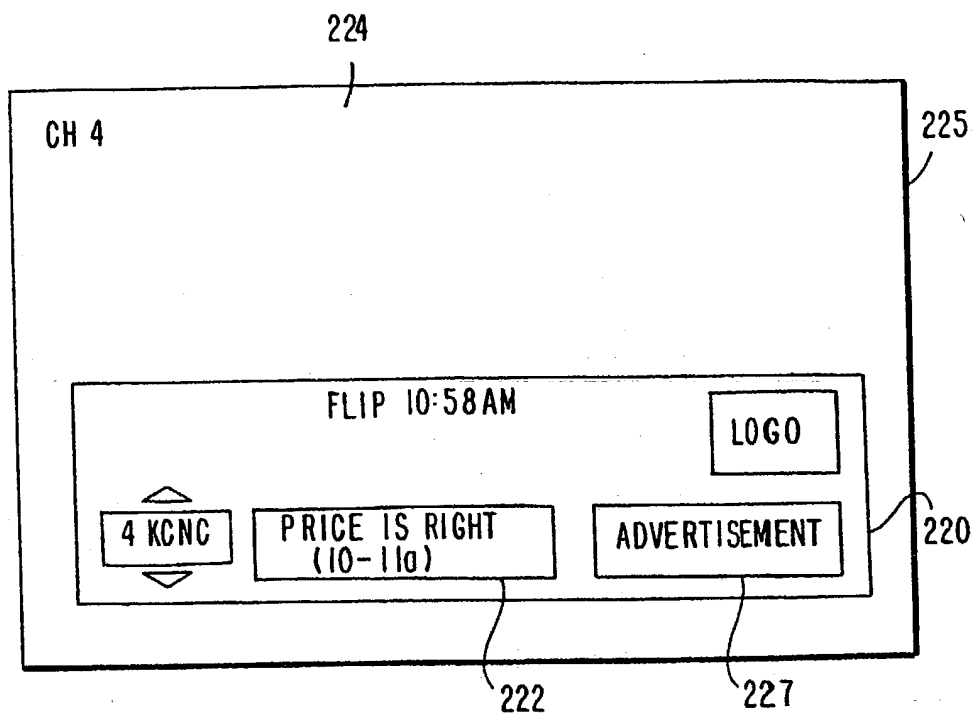 224
CH 4
225
FLIP 10:58AM
LOGO
4 KCNC
PRICE IS RIGHT
(10-11a)
ADVERTISEMENT
220
222
227